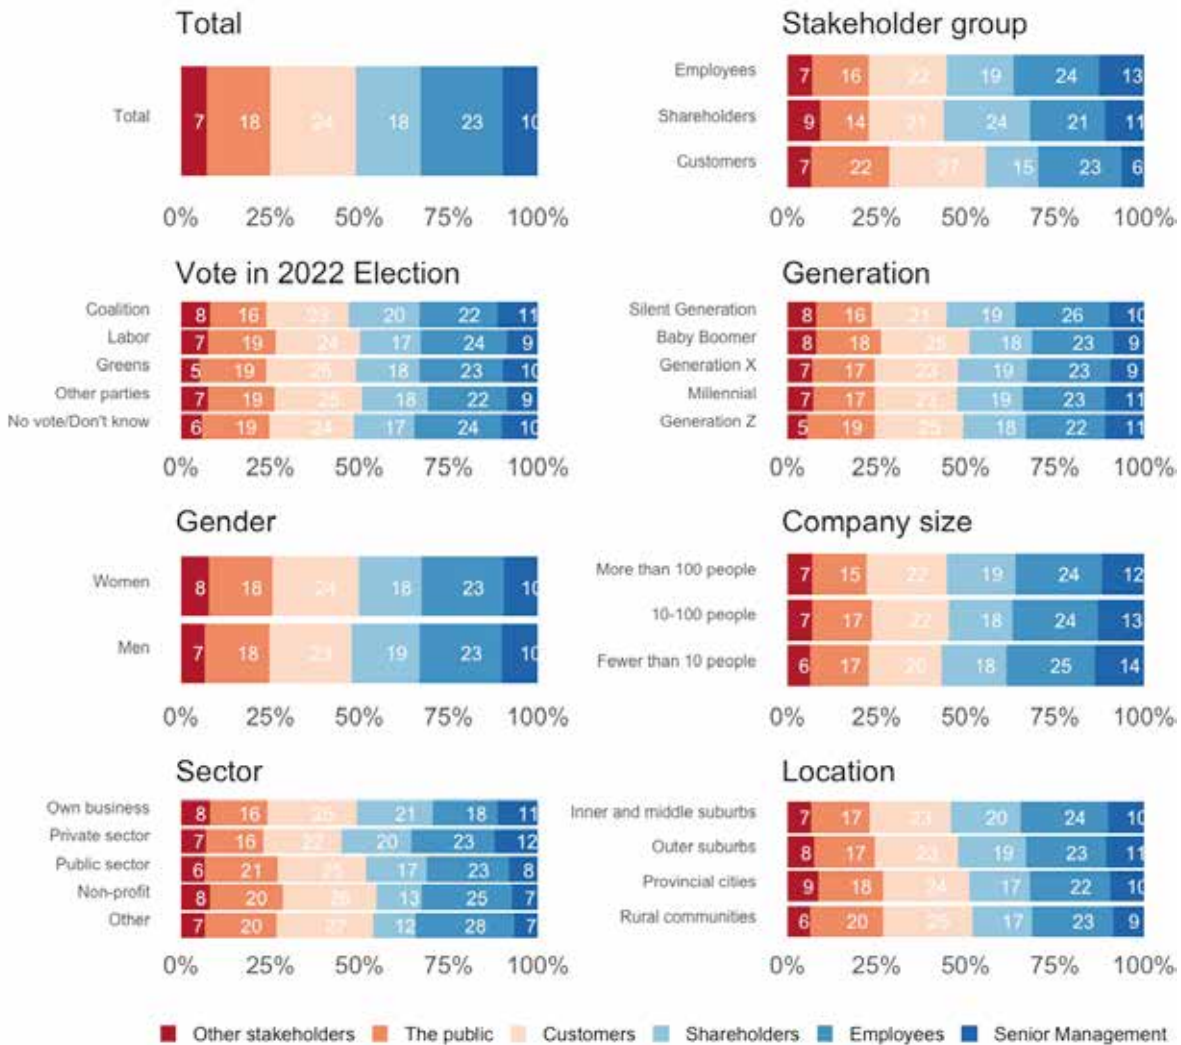 Total
Total
7 18 24 18 23 10
0% 25% 50% 75% 100%
Stakeholder group
Employees 7 16 22 19 24 13
Shareholders 9 14 21 24 21 11
Customers 7 22 27 15 23 6
0% 25% 50% 75% 100%
Vote in 2022 Election
Coalition 8 16 23 20 22 11
Labor 7 19 24 17 24 9
Greens 5 19 25 18 23 10
Other parties 7 19 25 18 22 9
No vote/Don't know 6 19 24 17 24 10
0% 25% 50% 75% 100%
Generation
Silent Generation 8 16 21 19 26 10
Baby Boomer 8 18 25 18 23 9
Generation X 7 17 23 19 23 9
Millennial 7 17 23 19 23 11
Generation Z 5 19 25 18 22 11
0% 25% 50% 75% 100%
Gender
Women 8 18 24 18 23 10
Men 7 18 23 19 23 10
0% 25% 50% 75% 100%
Company size
More than 100 people 7 15 22 19 24 12
10-100 people 7 17 22 18 24 13
Fewer than 10 people 6 17 20 18 25 14
0% 25% 50% 75% 100%
Sector
Own business 8 16 25 21 18 11
Private sector 7 16 22 20 23 12
Public sector 6 21 25 17 23 8
Non-profit 8 20 26 13 25 7
Other 7 20 27 12 28 7
0% 25% 50% 75% 100%
Location
Inner and middle suburbs 7 17 23 20 24 10
Outer suburbs 8 17 23 19 23 11
Provincial cities 9 18 24 17 22 10
Rural communities 6 20 25 17 23 9
0% 25% 50% 75% 100%
Other stakeholders The public Customers Shareholders Employees Senior Management